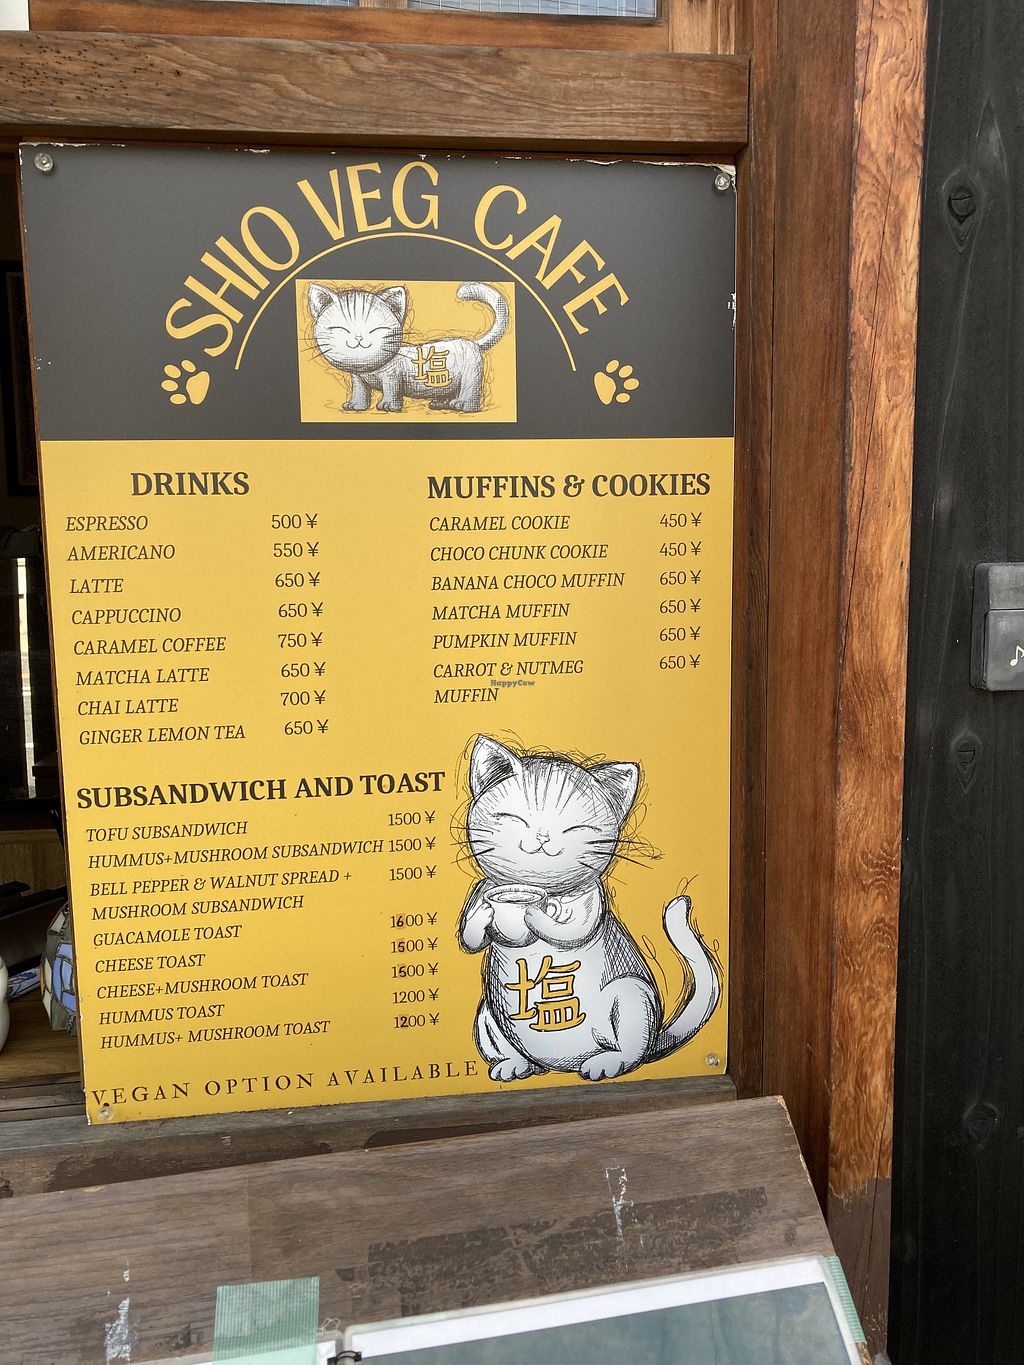 SHIO VEG CAFE
塩
DRINKS
ESPRESSO 500 ¥
AMERICANO 550 ¥
LATTE 650 ¥
CAPPUCCINO 650 ¥
CARAMEL COFFEE 750 ¥
MATCHA LATTE 650 ¥
CHAI LATTE 700 ¥
GINGER LEMON TEA 650 ¥
MUFFINS & COOKIES
CARAMEL COOKIE 450 ¥
CHOCO CHUNK COOKIE 450 ¥
BANANA CHOCO MUFFIN 650 ¥
MATCHA MUFFIN 650 ¥
PUMPKIN MUFFIN 650 ¥
CARROT & NUTMEG 650 ¥
HappyCow
MUFFIN
SUBSANDWICH AND TOAST
TOFU SUBSANDWICH 1500 ¥
HUMMUS+MUSHROOM SUBSANDWICH 1500 ¥
BELL PEPPER & WALNUT SPREAD + 1500 ¥
MUSHROOM SUBSANDWICH
GUACAMOLE TOAST 1600 ¥
CHEESE TOAST 1500 ¥
CHEESE+MUSHROOM TOAST 1500 ¥
HUMMUS TOAST 1200 ¥
HUMMUS+ MUSHROOM TOAST 1200 ¥
塩
VEGAN OPTION AVAILABLE